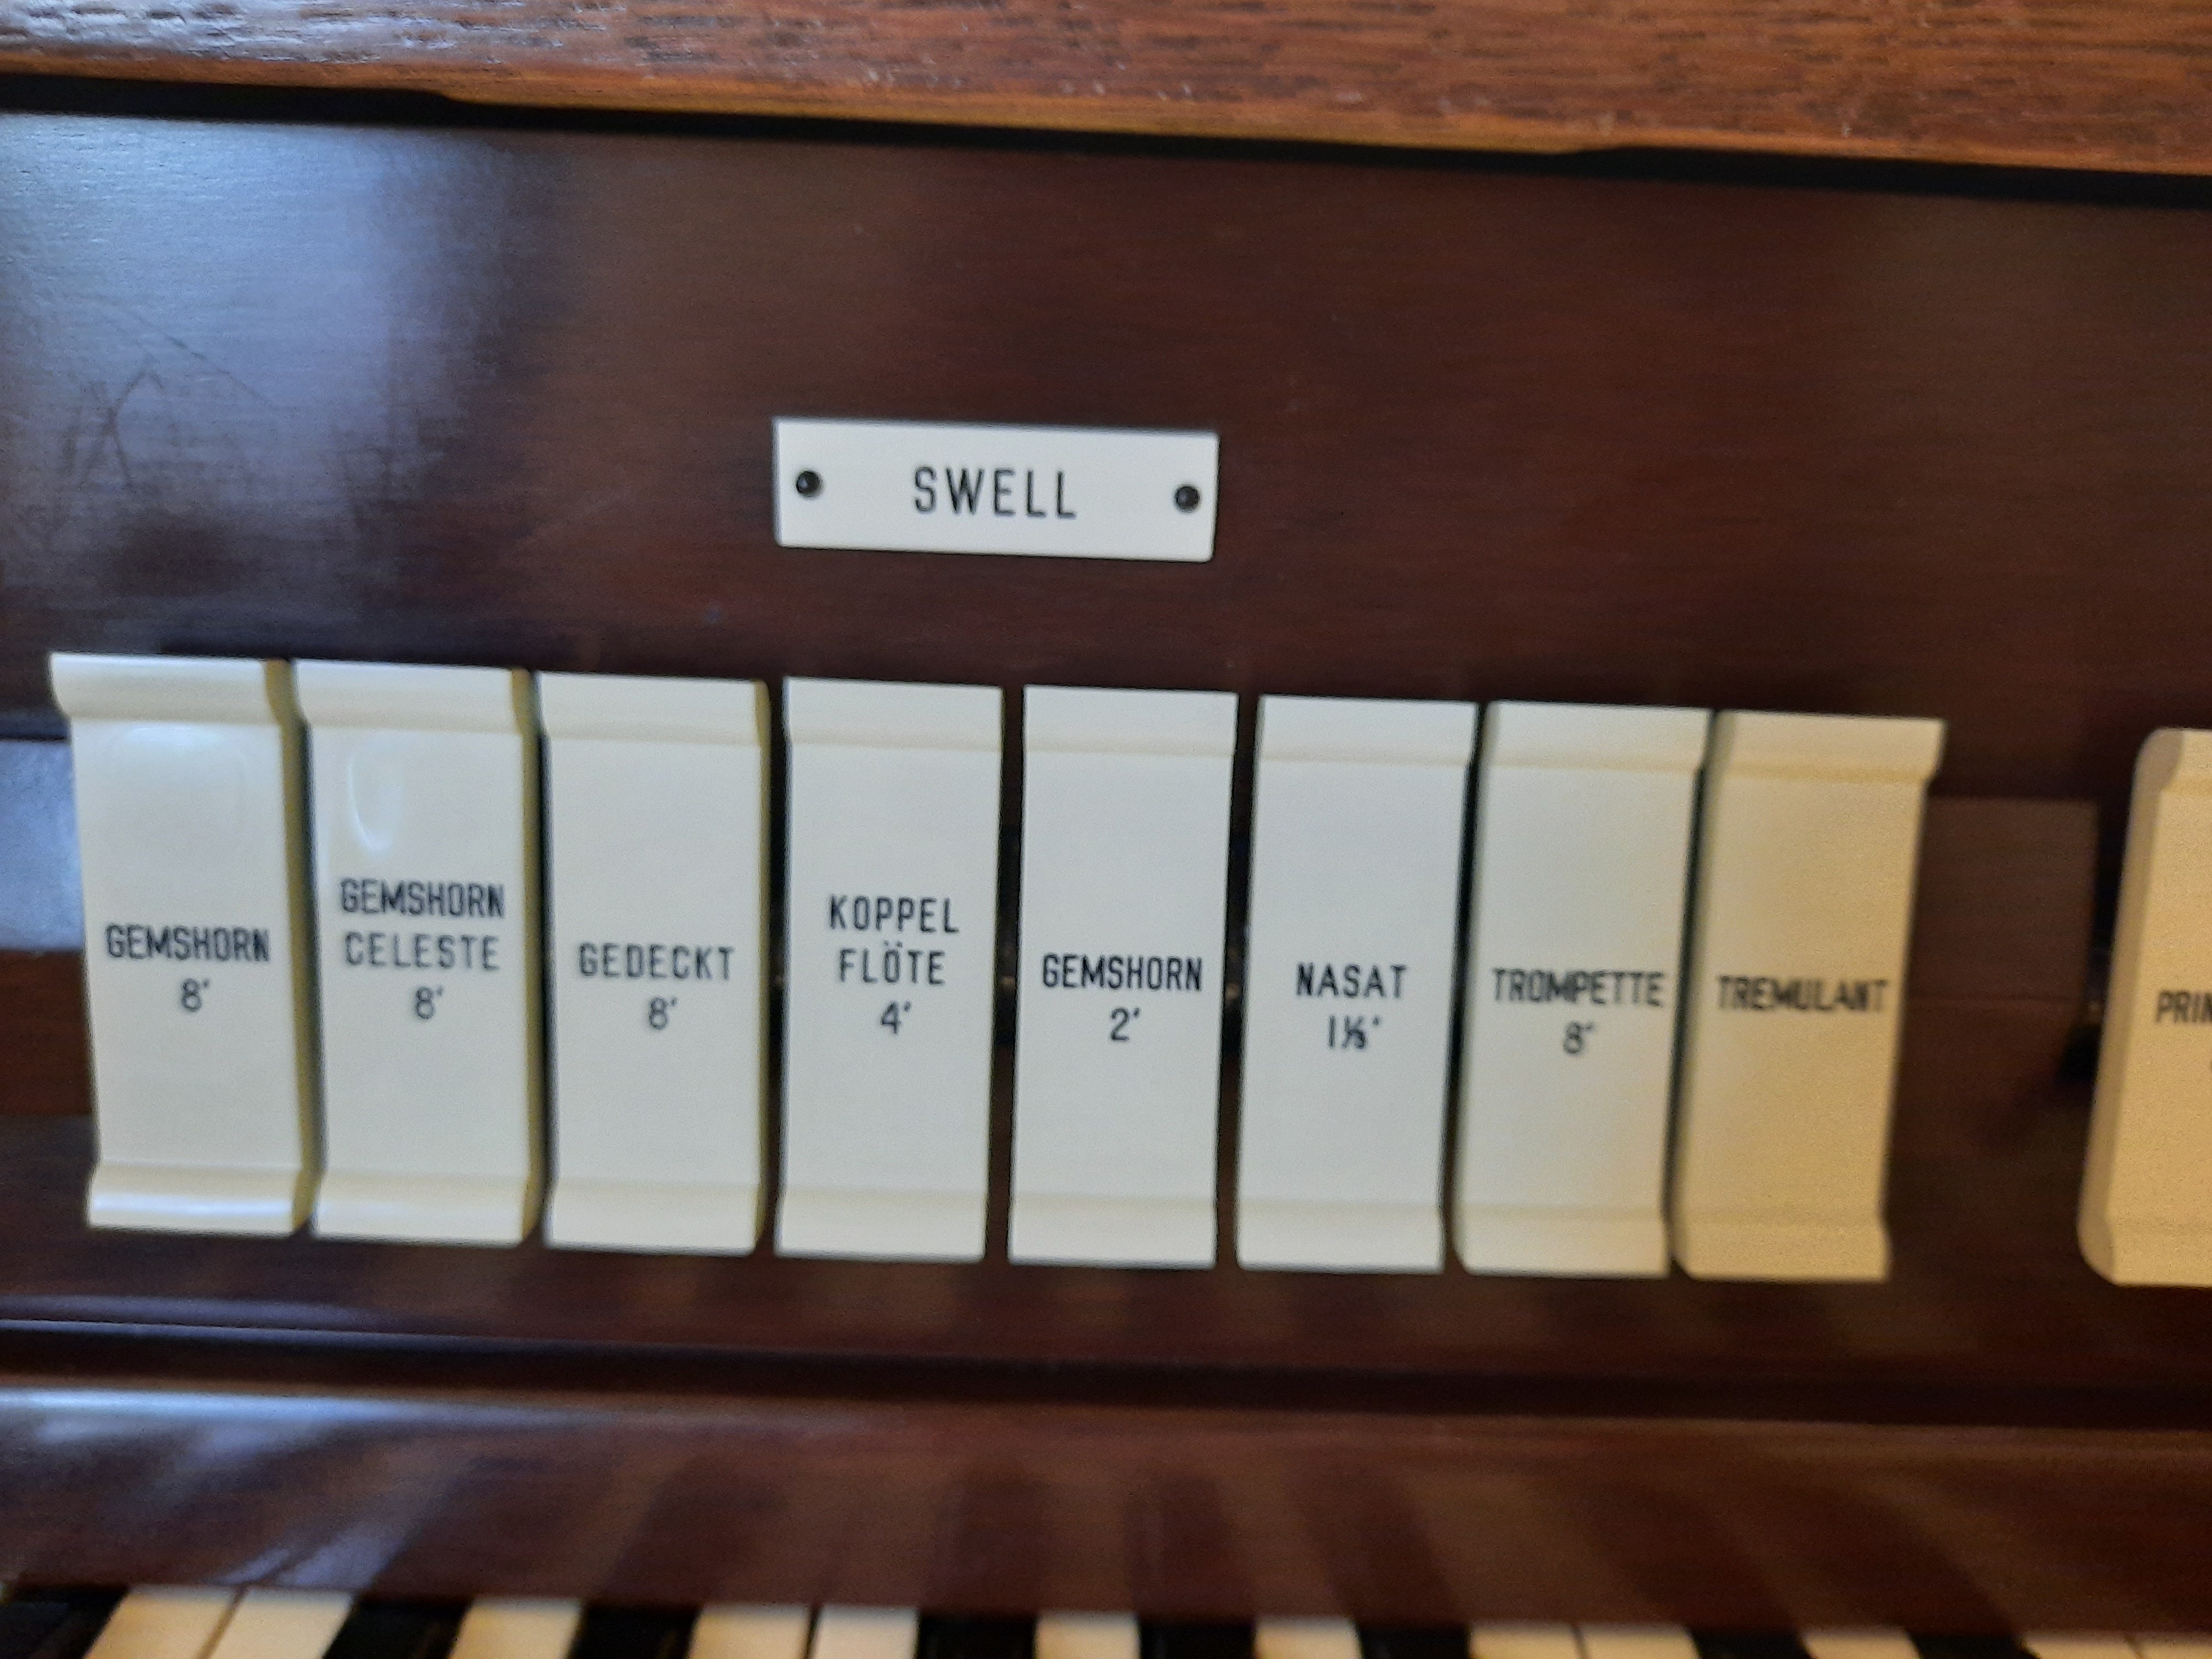 SWELL
GEMSHORN
8'
GEMSHORN
CELESTE
8'
GEDECKT
8'
KOPPEL
FLÖTE
4'
GEMSHORN
2'
NASAT
1⅓'
TROMPETTE
8'
TREMULANT